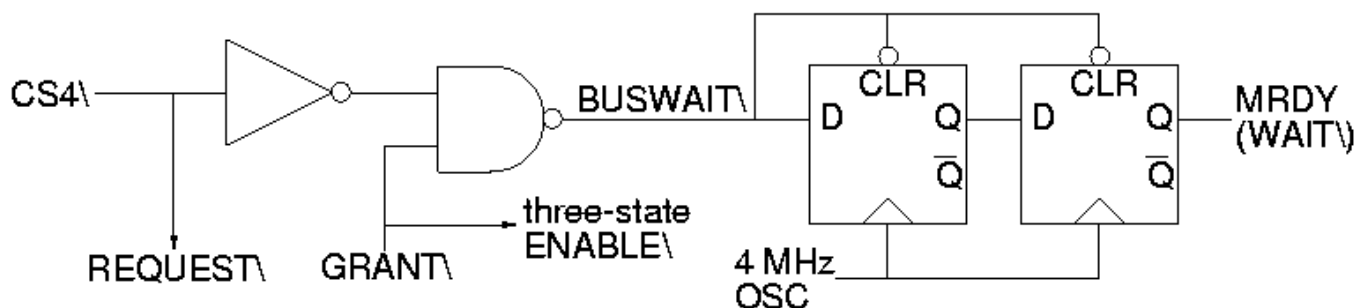 CS4\
REQUEST\
GRANT\
three-state
ENABLE\
BUSWAIT\
CLR
D
Q
Q̅
CLR
D
Q
Q̅
4 MHz
OSC
MRDY
(WAIT\)